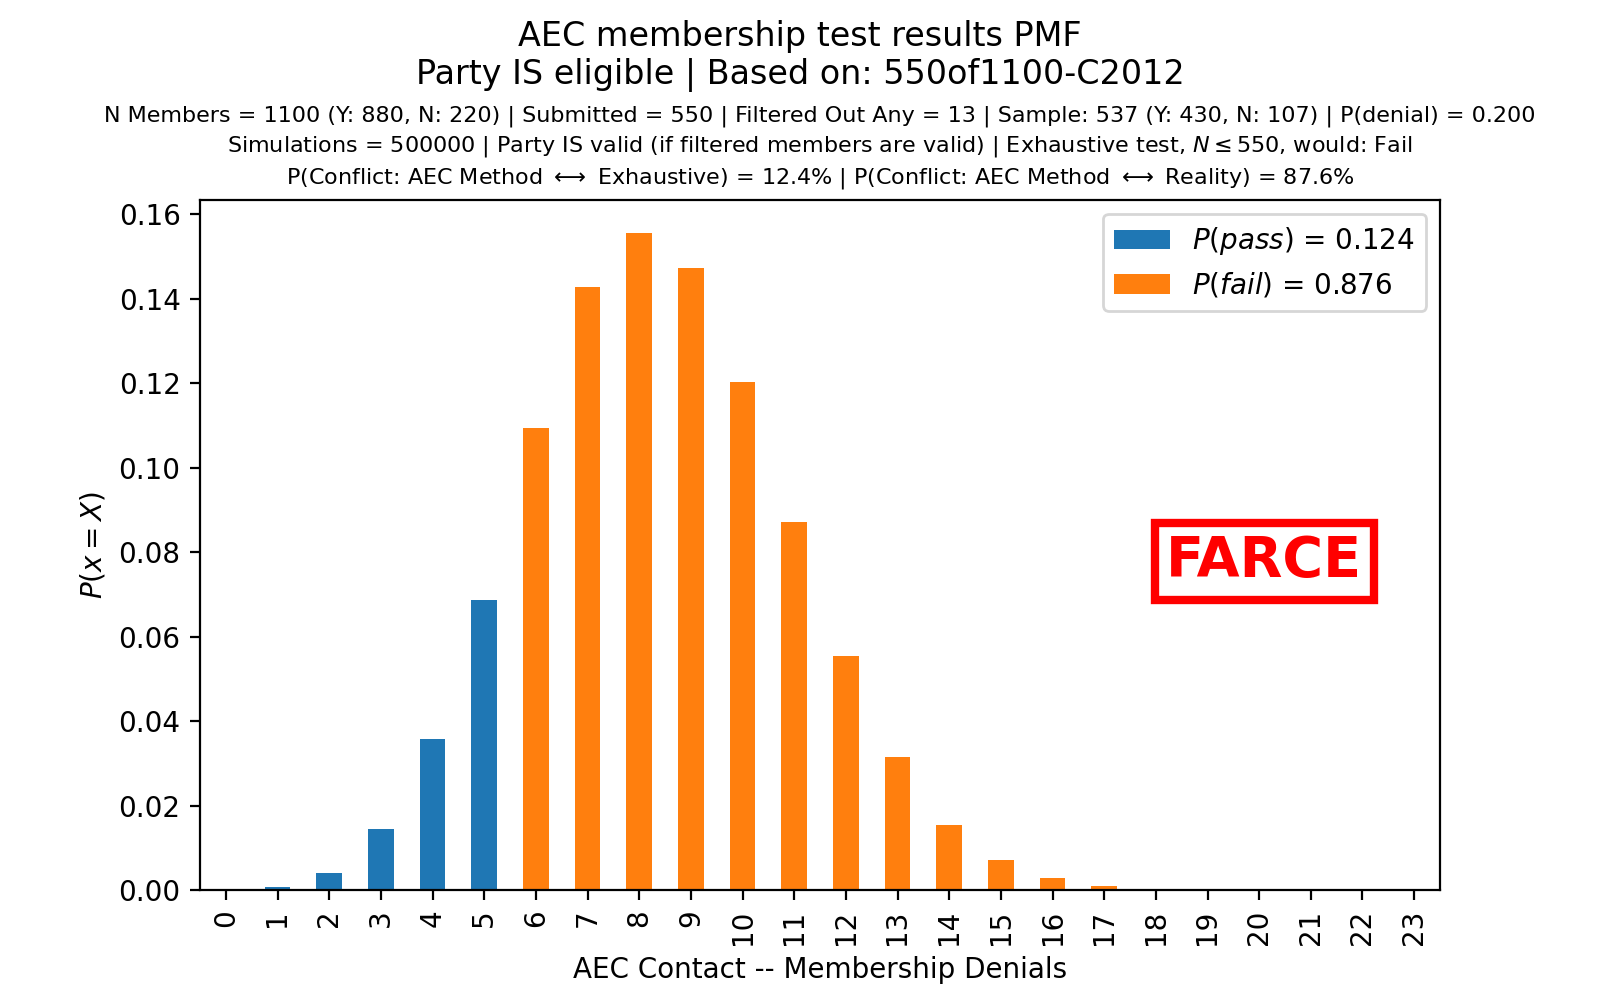 AEC membership test results PMF
Party IS eligible | Based on: 550of1100-C2012
N Members = 1100 (Y: 880, N: 220) | Submitted = 550 | Filtered Out Any = 13 | Sample: 537 (Y: 430, N: 107) | P(denial) = 0.200
Simulations = 500000 | Party IS valid (if filtered members are valid) | Exhaustive test, N ≤ 550, would: Fail
P(Conflict: AEC Method ⟷ Exhaustive) = 12.4% | P(Conflict: AEC Method ⟷ Reality) = 87.6%
P(pass) = 0.124
P(fail) = 0.876
0.16
0.14
0.12
0.10
0.08
0.06
0.04
0.02
0.00
P(x = X)
FARCE
0 1 2 3 4 5 6 7 8 9 10 11 12 13 14 15 16 17 18 19 20 21 22 23
AEC Contact -- Membership Denials